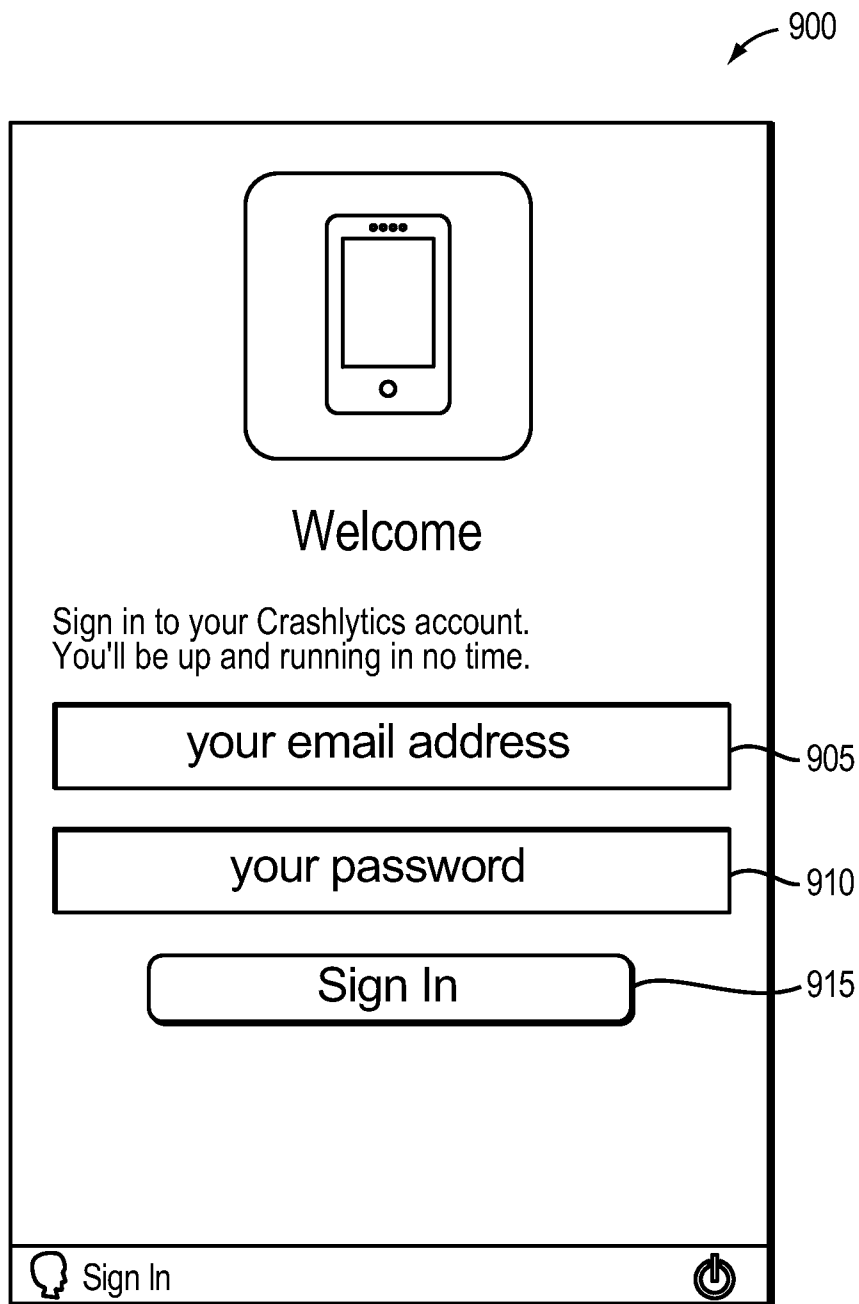 900
Welcome
Sign in to your Crashlytics account.
You'll be up and running in no time.
your email address
905
your password
910
Sign In
915
Sign In